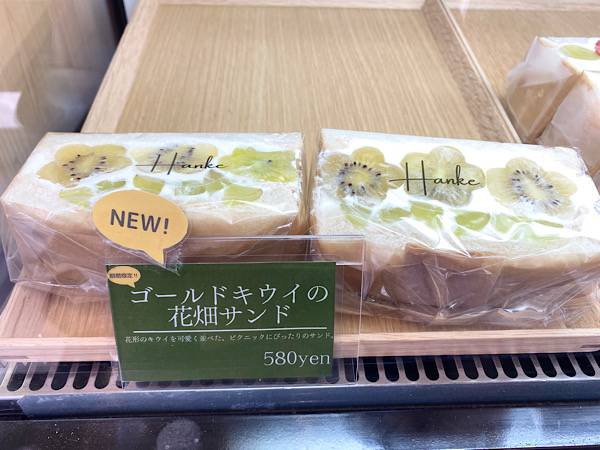 Hanke
Hanke
NEW!
期間限定!!
ゴールドキウイの
花畑サンド
花形のキウイを可愛く並べた、ピクニックにぴったりのサンド。
580yen